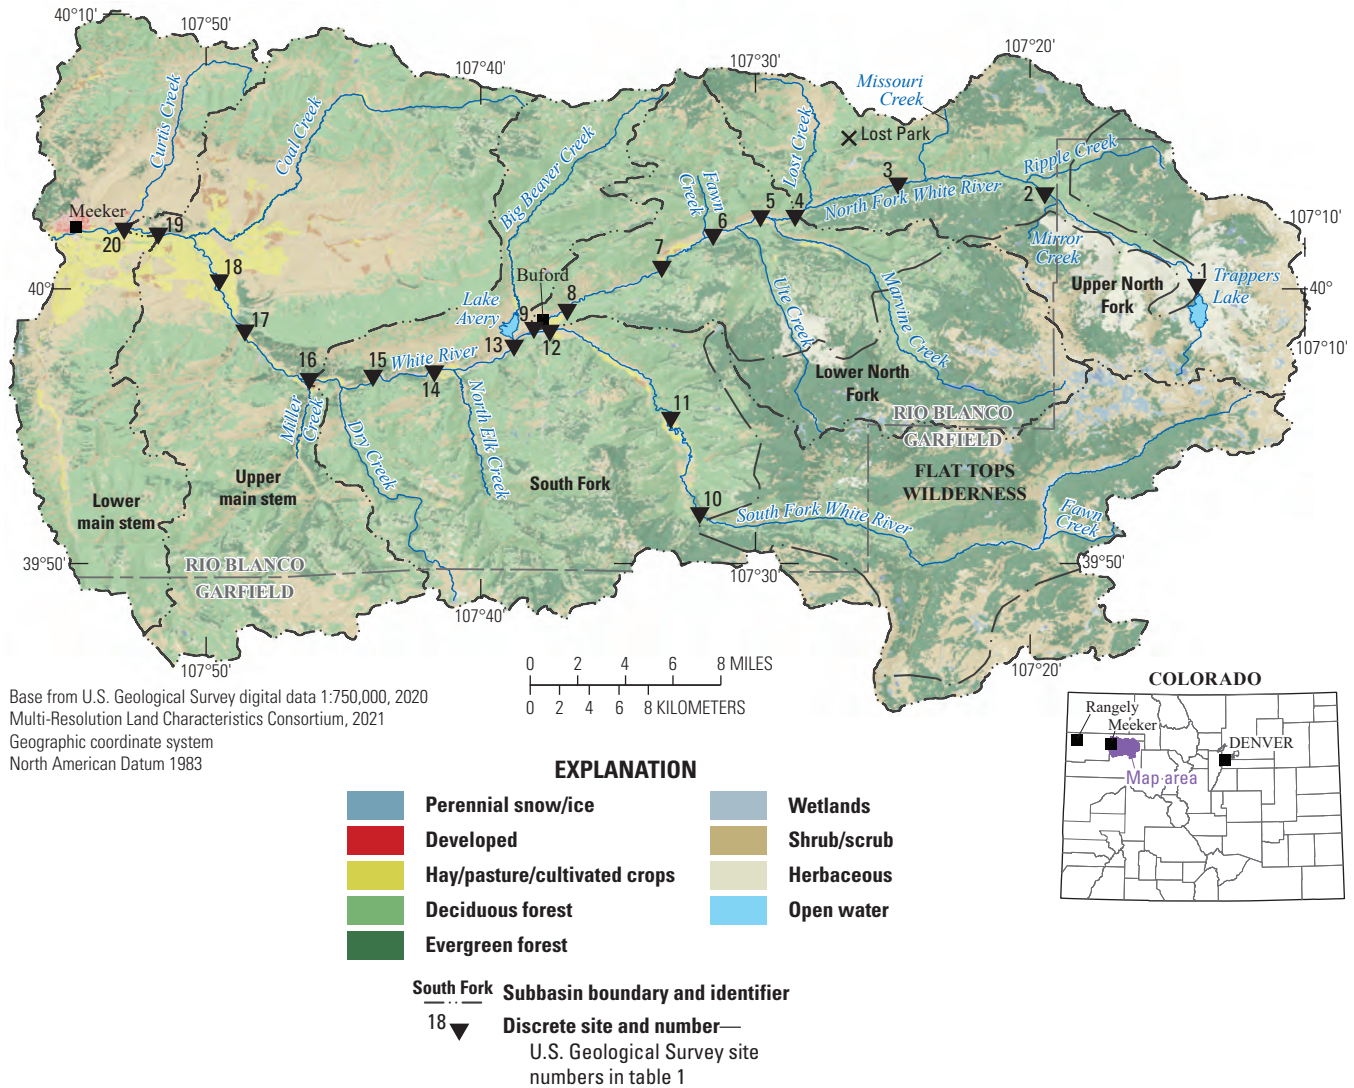 40°10'
107°50'
107°40'
107°30'
107°20'
Missouri
Creek
Lost Park
Curtis Creek
Coal Creek
Big Beaver Creek
Fawn
Creek
Lost Creek
3
Ripple Creek
North Fork White River
2
Meeker
20
19
5
4
6
107°10'
Mirror
Creek
7
18
Buford
8
Ute Creek
Marvine Creek
Upper North
Fork
1
Trappers
Lake
40°
40°
Lake
Avery
9
12
17
13
107°10'
White River
16
15
14
Lower North
Fork
Miller
Creek
Dry Creek
North Elk Creek
11
RIO BLANCO
GARFIELD
FLAT TOPS
WILDERNESS
Lower
main stem
Upper
main stem
South Fork
10
South Fork White River
Fawn
Creek
39°50'
RIO BLANCO
GARFIELD
107°30'
39°50'
107°40'
107°50'
107°20'
0 2 4 6 8 MILES
0 2 4 6 8 KILOMETERS
Base from U.S. Geological Survey digital data 1:750,000, 2020
Multi-Resolution Land Characteristics Consortium, 2021
Geographic coordinate system
North American Datum 1983
COLORADO
Rangely
Meeker
DENVER
Map area
EXPLANATION
Perennial snow/ice
Developed
Hay/pasture/cultivated crops
Deciduous forest
Evergreen forest
Wetlands
Shrub/scrub
Herbaceous
Open water
South Fork Subbasin boundary and identifier
18 Discrete site and number—
U.S. Geological Survey site
numbers in table 1